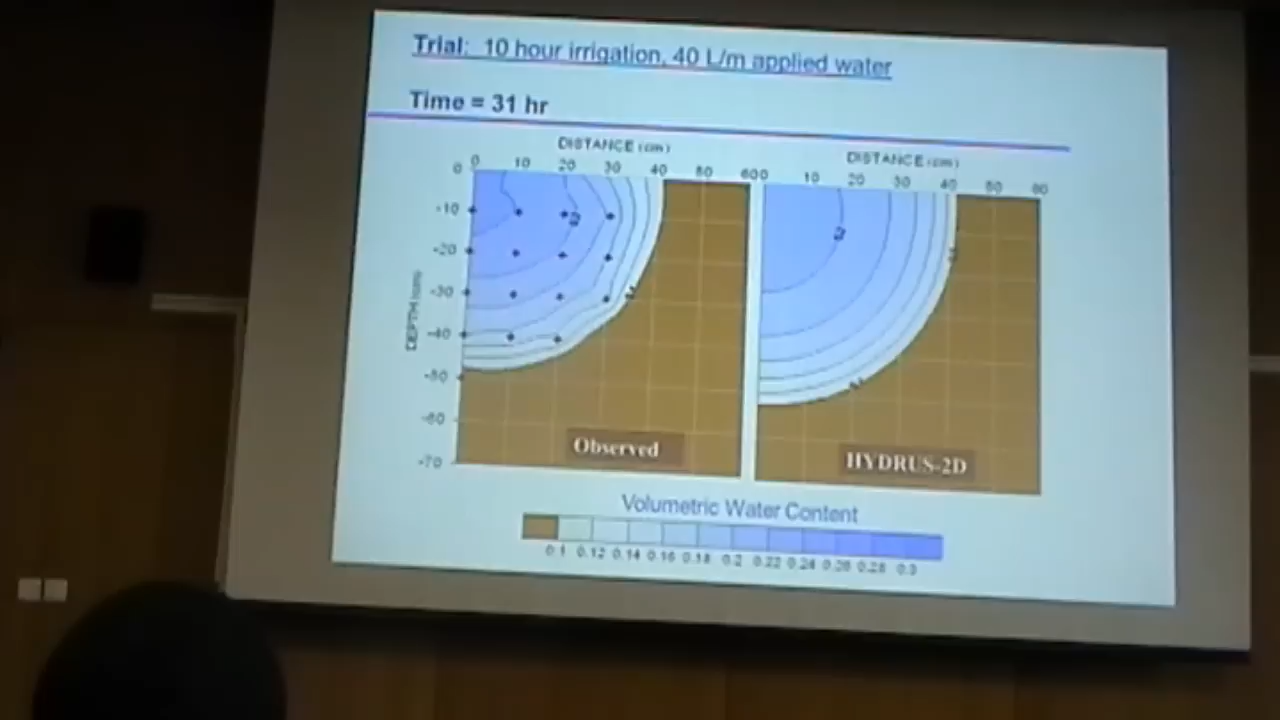 Trial: 10 hour irrigation, 40 L/m applied water
Time = 31 hr
DISTANCE (cm)
DISTANCE (cm)
0 10 20 30 40 50 60
0 10 20 30 40 50 60
DEPTH (cm)
0
-10
-20
-30
-40
-50
-60
-70
Observed
HYDRUS-2D
Volumetric Water Content
0.1 0.12 0.14 0.16 0.18 0.2 0.22 0.24 0.26 0.28 0.3